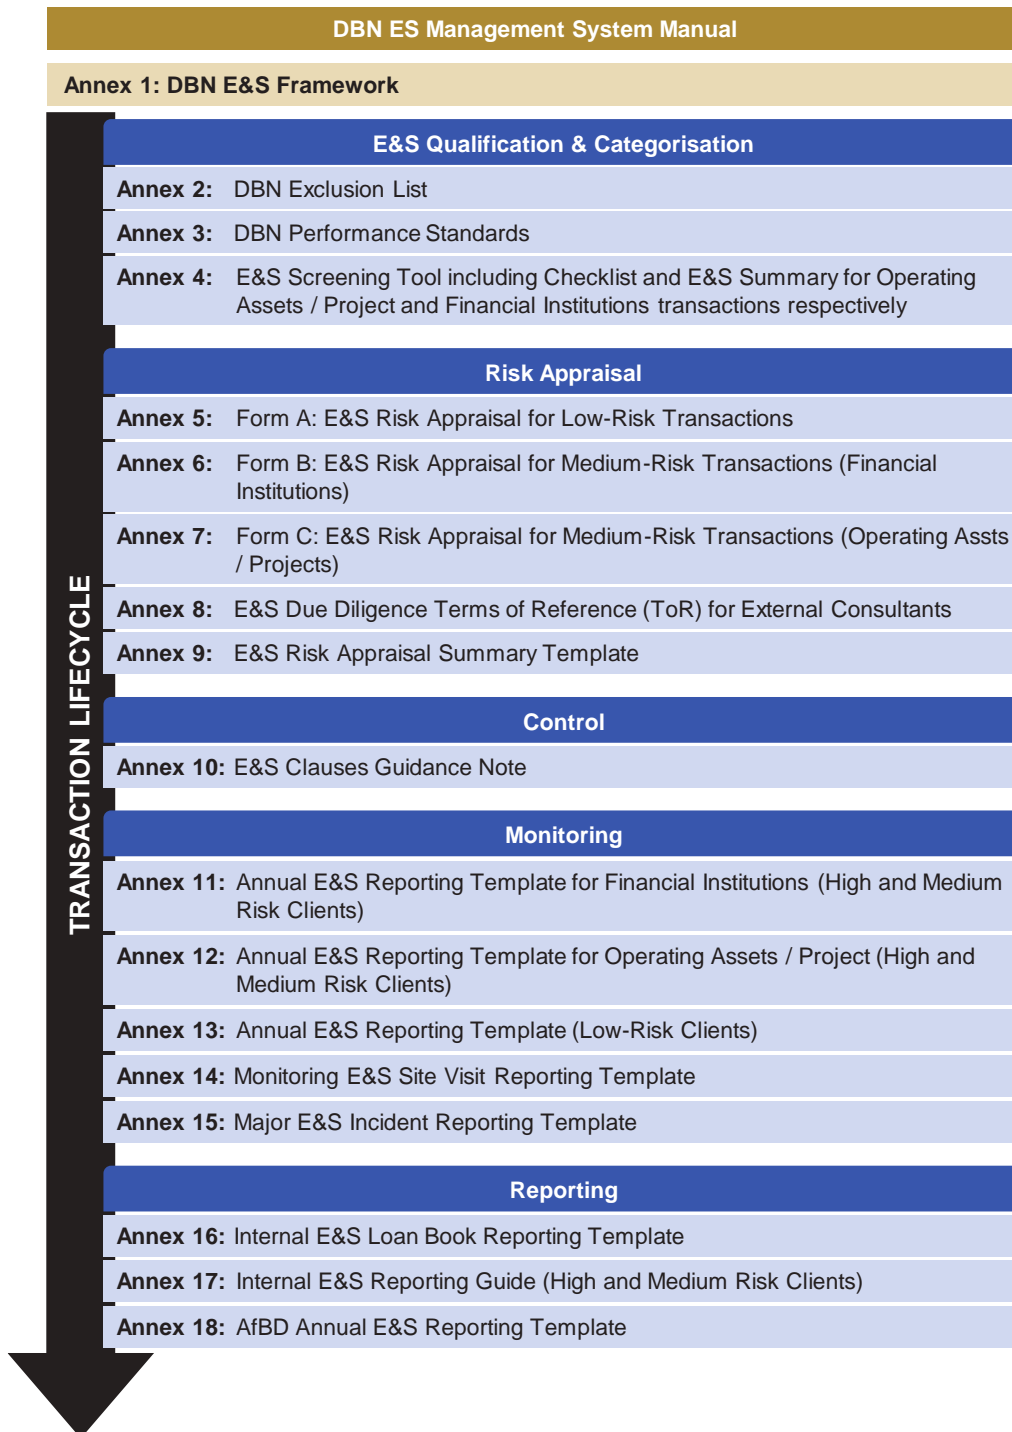 DBN ES Management System Manual
Annex 1: DBN E&S Framework
TRANSACTION LIFECYCLE
E&S Qualification & Categorisation
Annex 2: DBN Exclusion List
Annex 3: DBN Performance Standards
Annex 4: E&S Screening Tool including Checklist and E&S Summary for Operating
Assets / Project and Financial Institutions transactions respectively
Risk Appraisal
Annex 5: Form A: E&S Risk Appraisal for Low-Risk Transactions
Annex 6: Form B: E&S Risk Appraisal for Medium-Risk Transactions (Financial
Institutions)
Annex 7: Form C: E&S Risk Appraisal for Medium-Risk Transactions (Operating Assts
/ Projects)
Annex 8: E&S Due Diligence Terms of Reference (ToR) for External Consultants
Annex 9: E&S Risk Appraisal Summary Template
Control
Annex 10: E&S Clauses Guidance Note
Monitoring
Annex 11: Annual E&S Reporting Template for Financial Institutions (High and Medium
Risk Clients)
Annex 12: Annual E&S Reporting Template for Operating Assets / Project (High and
Medium Risk Clients)
Annex 13: Annual E&S Reporting Template (Low-Risk Clients)
Annex 14: Monitoring E&S Site Visit Reporting Template
Annex 15: Major E&S Incident Reporting Template
Reporting
Annex 16: Internal E&S Loan Book Reporting Template
Annex 17: Internal E&S Reporting Guide (High and Medium Risk Clients)
Annex 18: AfBD Annual E&S Reporting Template